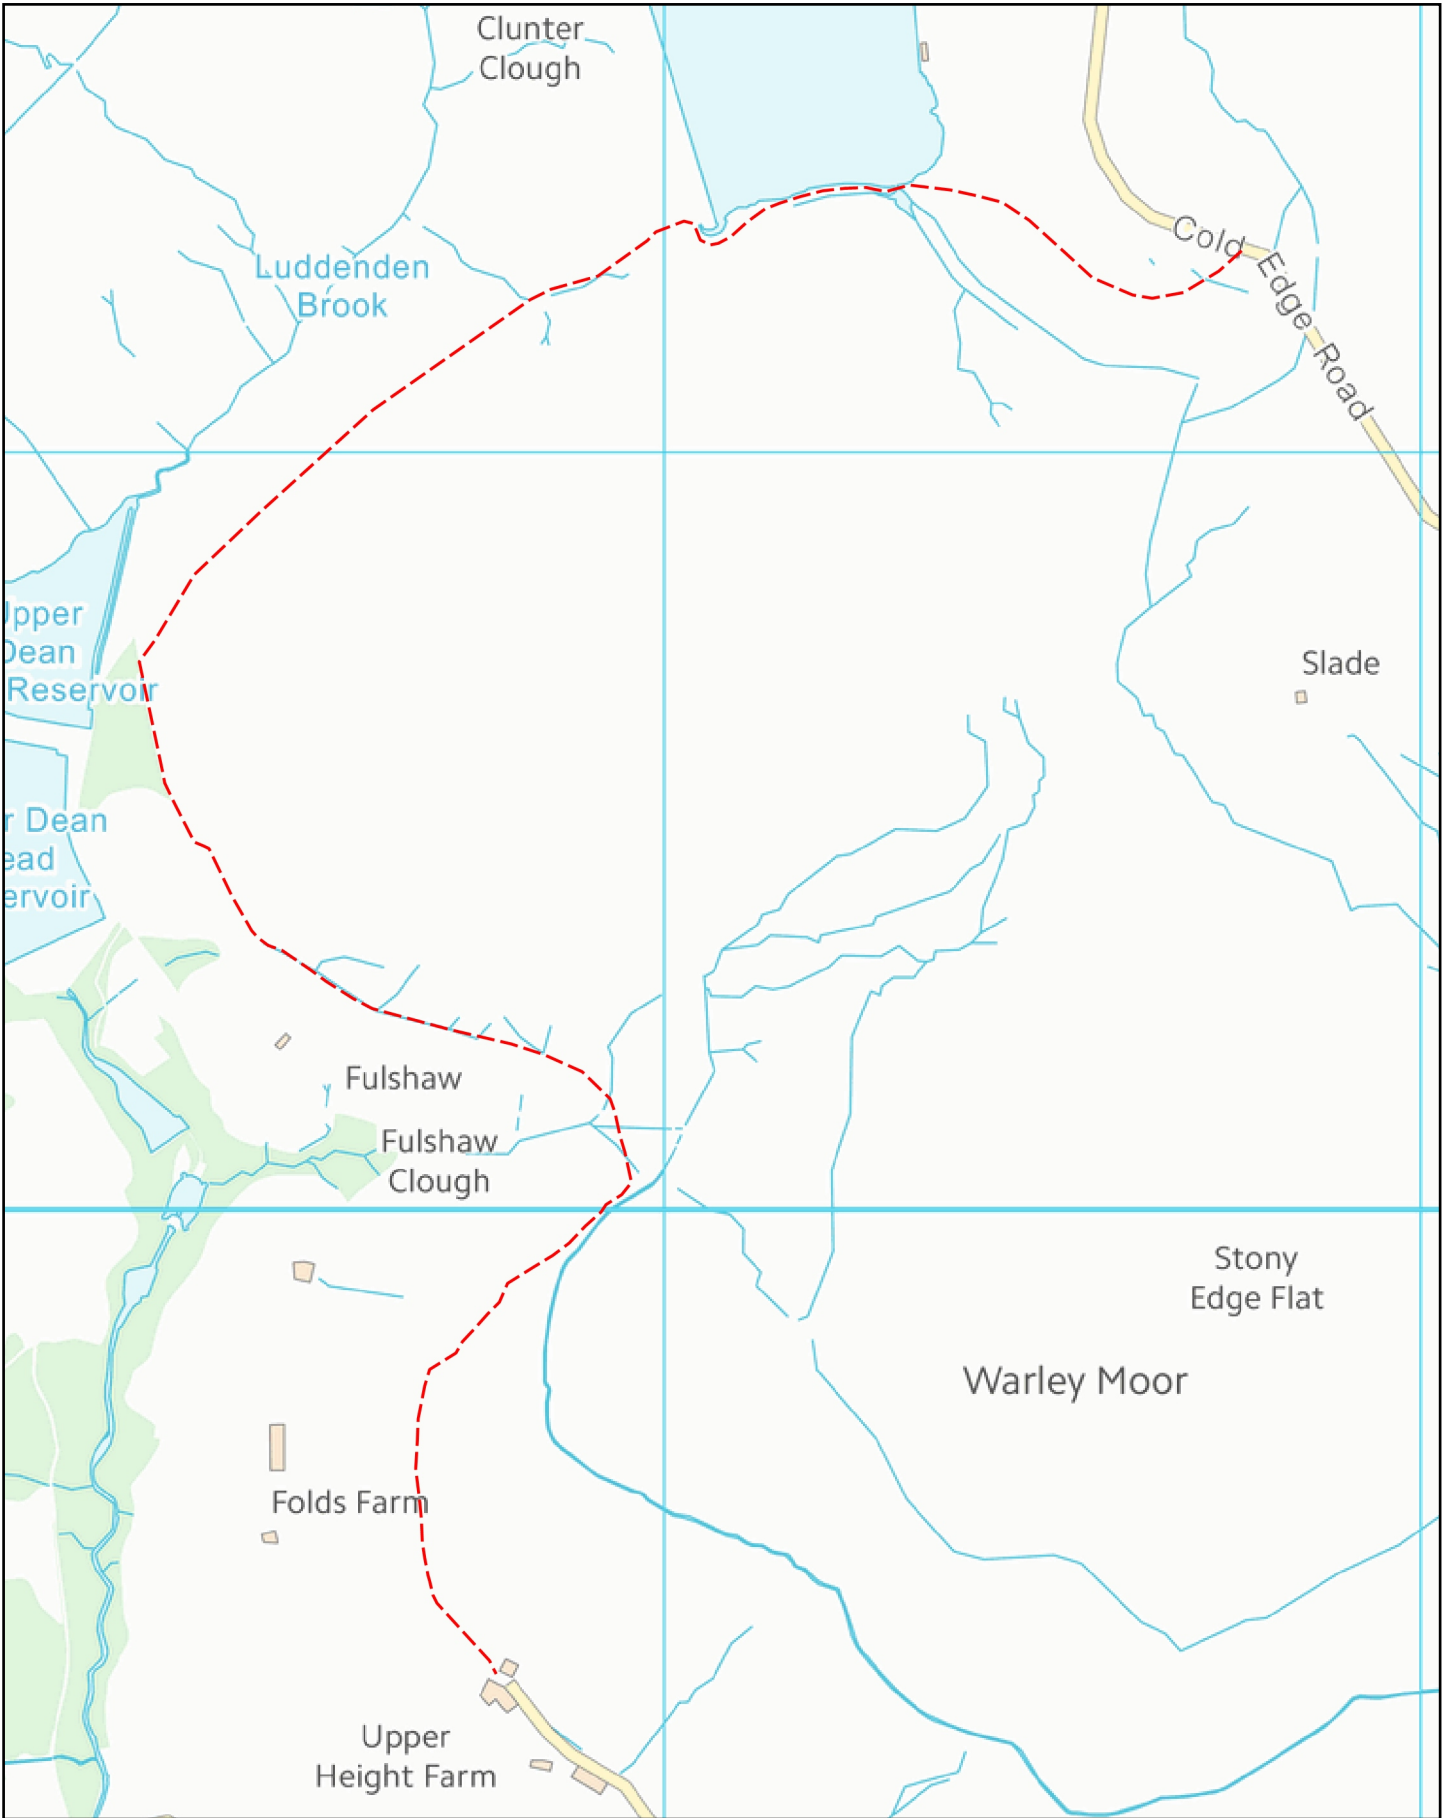 Clunter
Clough
Cold Edge Road
Luddenden
Brook
Upper
Dean
Reservoir
Slade
r Dean
ead
ervoir
Fulshaw
Fulshaw
Clough
Stony
Edge Flat
Warley Moor
Folds Farm
Upper
Height Farm